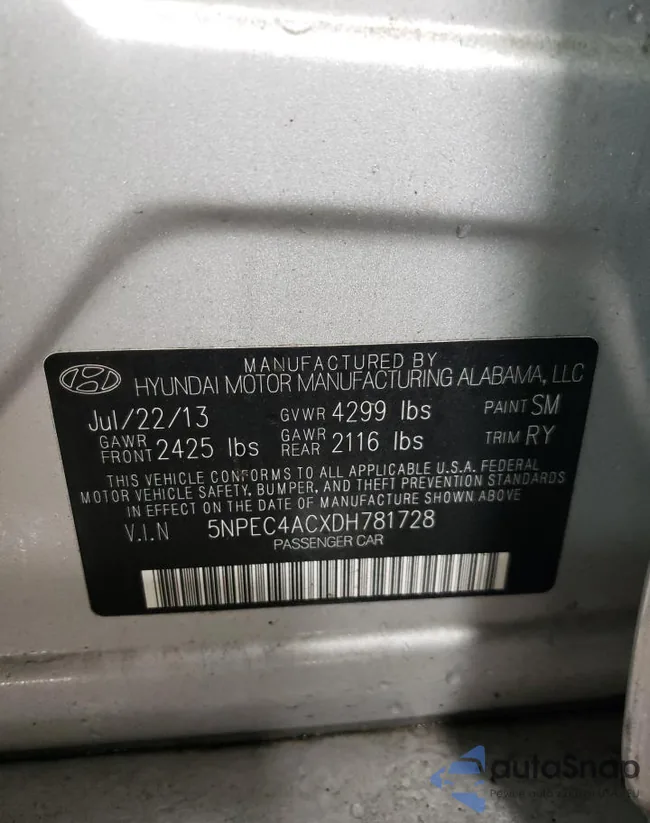 MANUFACTURED BY
HYUNDAI MOTOR MANUFACTURING ALABAMA, LLC
Jul/22/13 GVWR 4299 lbs PAINT SM
GAWR FRONT 2425 lbs GAWR REAR 2116 lbs TRIM RY
THIS VEHICLE CONFORMS TO ALL APPLICABLE U.S.A. FEDERAL
MOTOR VEHICLE SAFETY, BUMPER, AND THEFT PREVENTION STANDARDS
IN EFFECT ON THE DATE OF MANUFACTURE SHOWN ABOVE
V.I.N 5NPEC4ACXDH781728
PASSENGER CAR
autoSnap